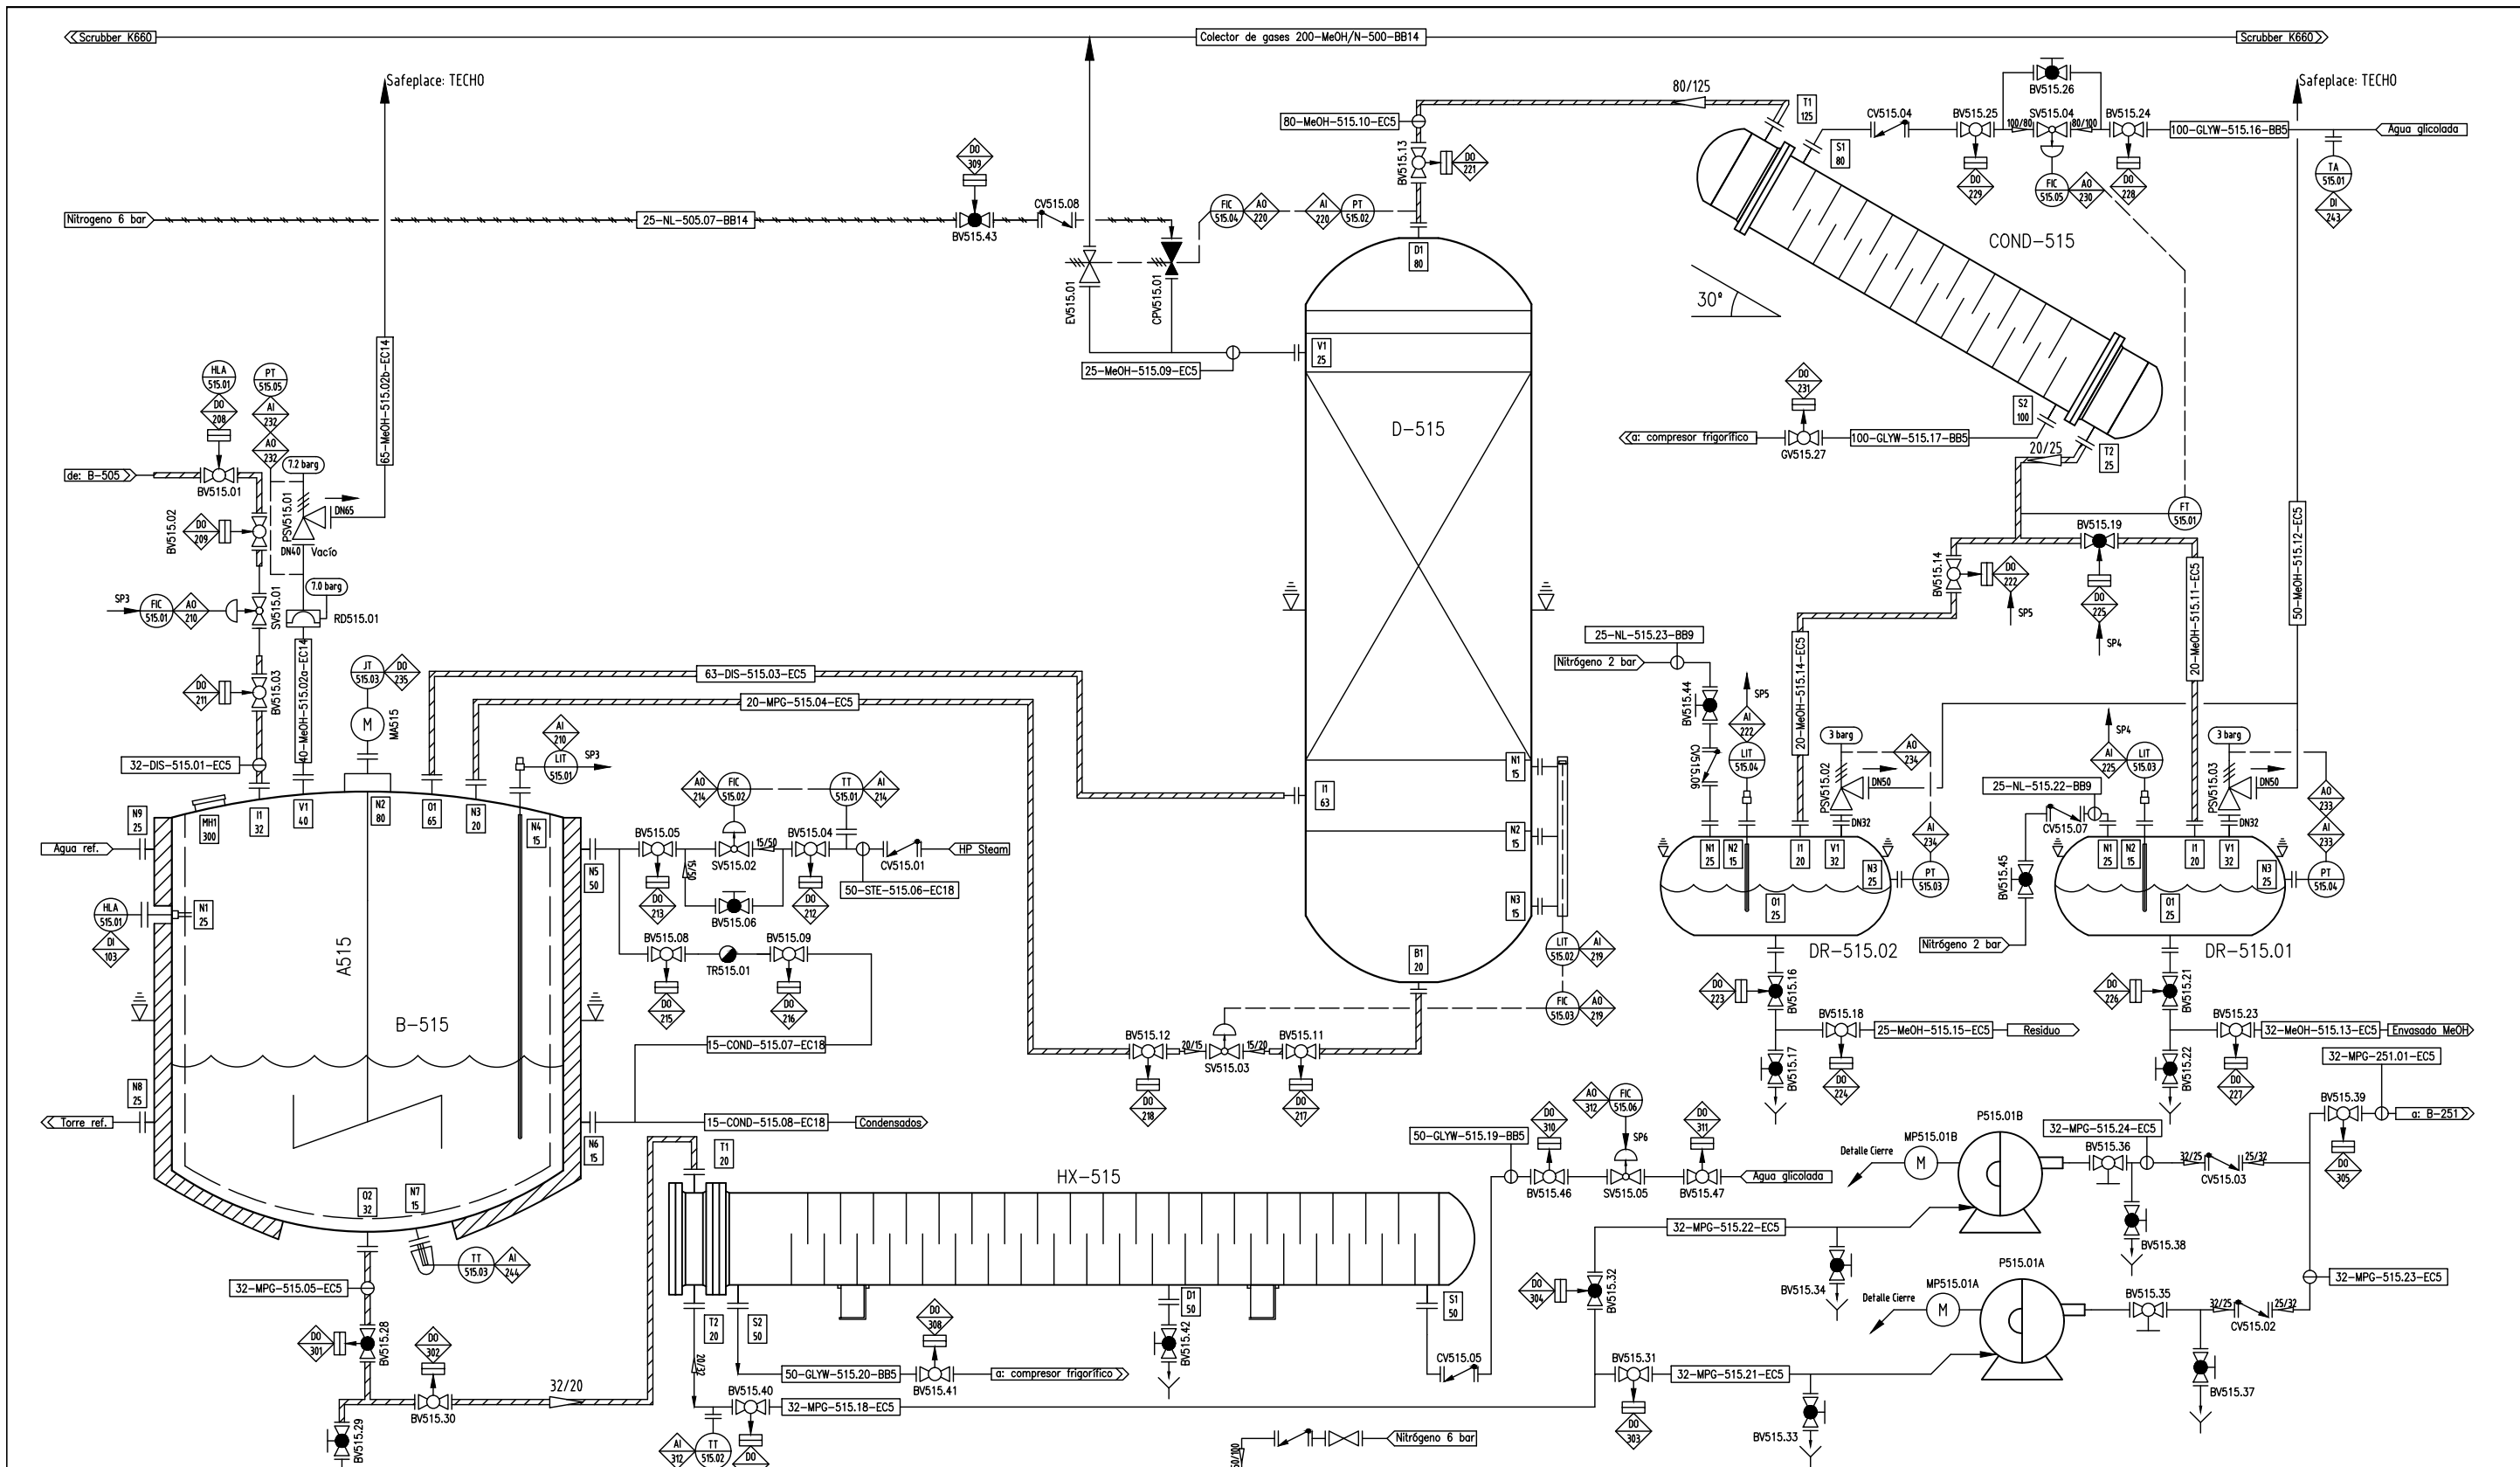 Scrubber K660
Colector de gases 200-MeOH/N-500-BB14
Scrubber K660
Safeplace: TECHO
Safeplace: TECHO
80/125
T1
125
80-MeOH-515.10-EC5
BV515.13
DO
221
CV515.04
BV515.25
BV515.26
SV515.04
BV515.24
100/80
80/100
100-GLYW-515.16-BB5
Agua glicolada
S1
80
DO
229
FIC
515.05
AO
230
DO
228
TA
515.01
DI
243
DO
309
Nitrogeno 6 bar
25-NL-505.07-BB14
BV515.43
CV515.08
FIC
515.04
AO
220
AI
220
PT
515.02
D1
80
COND-515
30°
EV515.01
CPV515.01
V1
25
25-MeOH-515.09-EC5
D-515
DO
231
S2
100
a: compresor frigorífico
GV515.27
100-GLYW-515.17-BB5
20/25
T2
25
FT
515.01
50-MeOH-515.12-EC5
HLA
515.01
DO
208
PT
515.05
AI
232
AO
232
65-MeOH-515.02b-EC14
de: B-505
BV515.01
7.2 barg
PSV515.01
DN65
BV515.02
DO
209
DN40
Vacío
7.0 barg
SP3
FIC
515.01
AO
210
SV515.01
RD515.01
DO
211
BV515.03
40-MeOH-515.02a-EC14
JT
515.03
DO
235
M
MA515
63-DIS-515.03-EC5
20-MPG-515.04-EC5
32-DIS-515.01-EC5
AI
210
LIT
515.01
SP3
BV515.14
DO
222
SP5
BV515.19
DO
225
SP4
20-MeOH-515.11-EC5
25-NL-515.23-BB9
Nitrógeno 2 bar
BV515.44
CV515.06
SP5
AI
222
LIT
515.04
20-MeOH-515.14-EC5
3 barg
PSV515.02
AO
234
DN50
DN32
AI
234
PT
515.03
SP4
AI
225
LIT
515.03
3 barg
PSV515.03
DN50
DN32
25-NL-515.22-BB9
CV515.07
BV515.45
AO
233
AI
233
PT
515.04
N9
25
MH1
300
I1
32
V1
40
N2
80
O1
65
N3
20
N4
15
Agua ref.
HLA
515.01
DI
103
N1
25
A515
B-515
N5
50
AO
214
FIC
515.02
TT
515.01
AI
214
BV515.05
SV515.02
BV515.04
15/50
15/50
CV515.01
HP Steam
50-STE-515.06-EC18
DO
213
BV515.06
DO
212
BV515.08
TR515.01
BV515.09
DO
215
DO
216
15-COND-515.07-EC18
I1
63
N1
15
N2
15
N3
15
B1
20
LIT
515.02
AI
219
FIC
515.03
AO
219
N1
25
N2
15
I1
20
V1
32
N3
25
O1
25
DR-515.02
N1
25
N2
15
I1
20
V1
32
N3
25
O1
25
Nitrógeno 2 bar
DR-515.01
DO
223
BV515.16
BV515.18
25-MeOH-515.15-EC5
Residuo
BV515.17
DO
224
DO
226
BV515.21
BV515.23
32-MeOH-515.13-EC5
Envasado MeOH
BV515.22
DO
227
BV515.12
20/15
SV515.03
15/20
BV515.11
DO
218
DO
217
N8
25
Torre ref.
N6
15
15-COND-515.08-EC18
Condensados
O2
32
N7
15
TT
515.03
AI
244
32-MPG-515.05-EC5
DO
301
BV515.28
DO
302
BV515.30
BV515.29
32/20
T1
20
HX-515
T2
20
S2
50
20/32
DO
308
50-GLYW-515.20-BB5
BV515.41
a: compresor frigorífico
D1
50
BV515.42
S1
50
CV515.05
BV515.40
32-MPG-515.18-EC5
AI
312
TT
515.02
DO
50-GLYW-515.19-BB5
DO
310
AO
312
FIC
515.06
SP6
DO
311
BV515.46
SV515.05
BV515.47
Agua glicolada
50/100
Nitrógeno 6 bar
DO
304
BV515.32
32-MPG-515.22-EC5
BV515.34
BV515.31
32-MPG-515.21-EC5
DO
303
BV515.33
P515.01B
MP515.01B
Detalle Cierre
M
BV515.36
32-MPG-515.24-EC5
32/25
CV515.03
25/32
BV515.38
P515.01A
MP515.01A
Detalle Cierre
M
BV515.35
32/25
CV515.02
25/32
BV515.37
32-MPG-515.23-EC5
32-MPG-251.01-EC5
BV515.39
a: B-251
DO
305